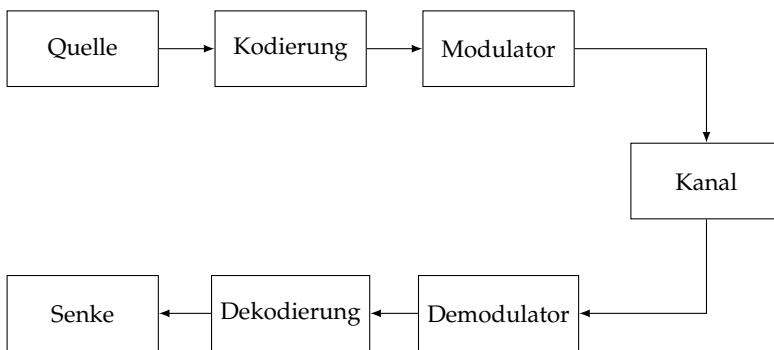 Quelle
Kodierung
Modulator
Kanal
Senke
Dekodierung
Demodulator